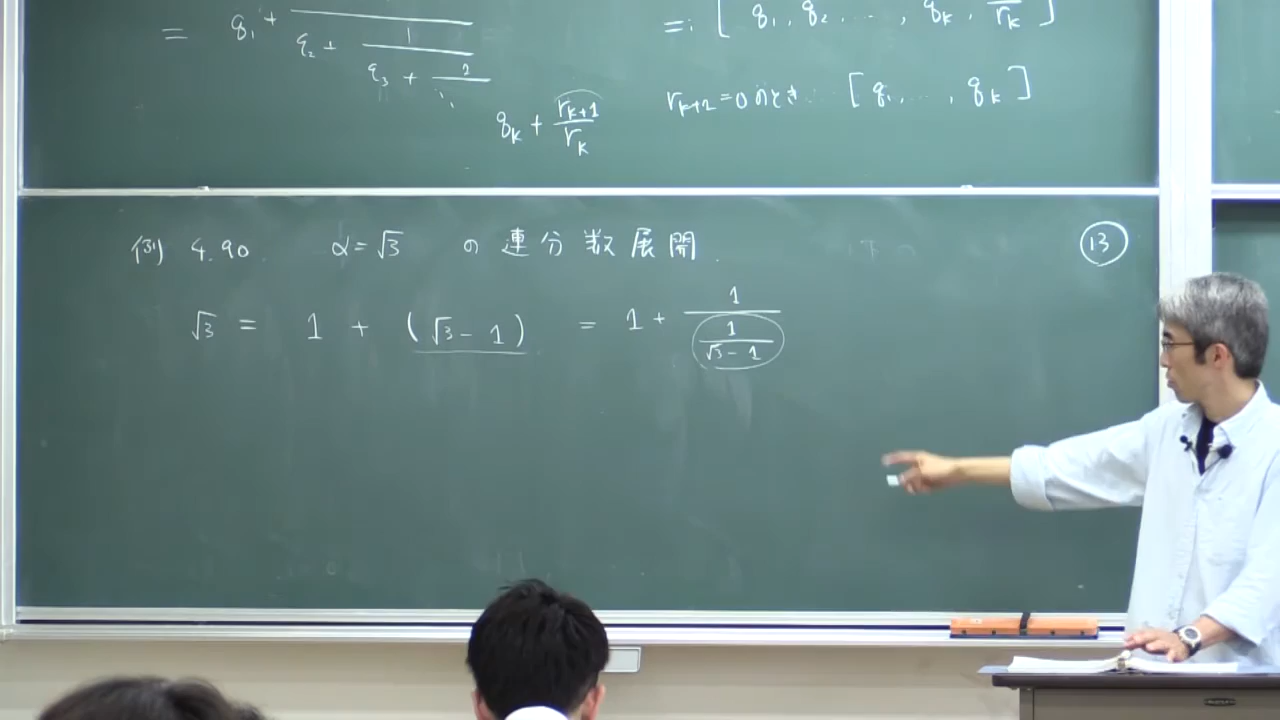 = q₁ + 1/(q₂ + 1/(q₃ + 1/⋱
q_k + r_{k+1}/r_k
=: [ q₁, q₂, …, q_k, ‾r_k ]
r_{k+2} = 0 のとき … [ q₁, …, q_k ]
例 4.90. α = √3 の連分数展開. ⑬
√3 = 1 + (√3 - 1) = 1 + 1/(1/(√3 - 1))